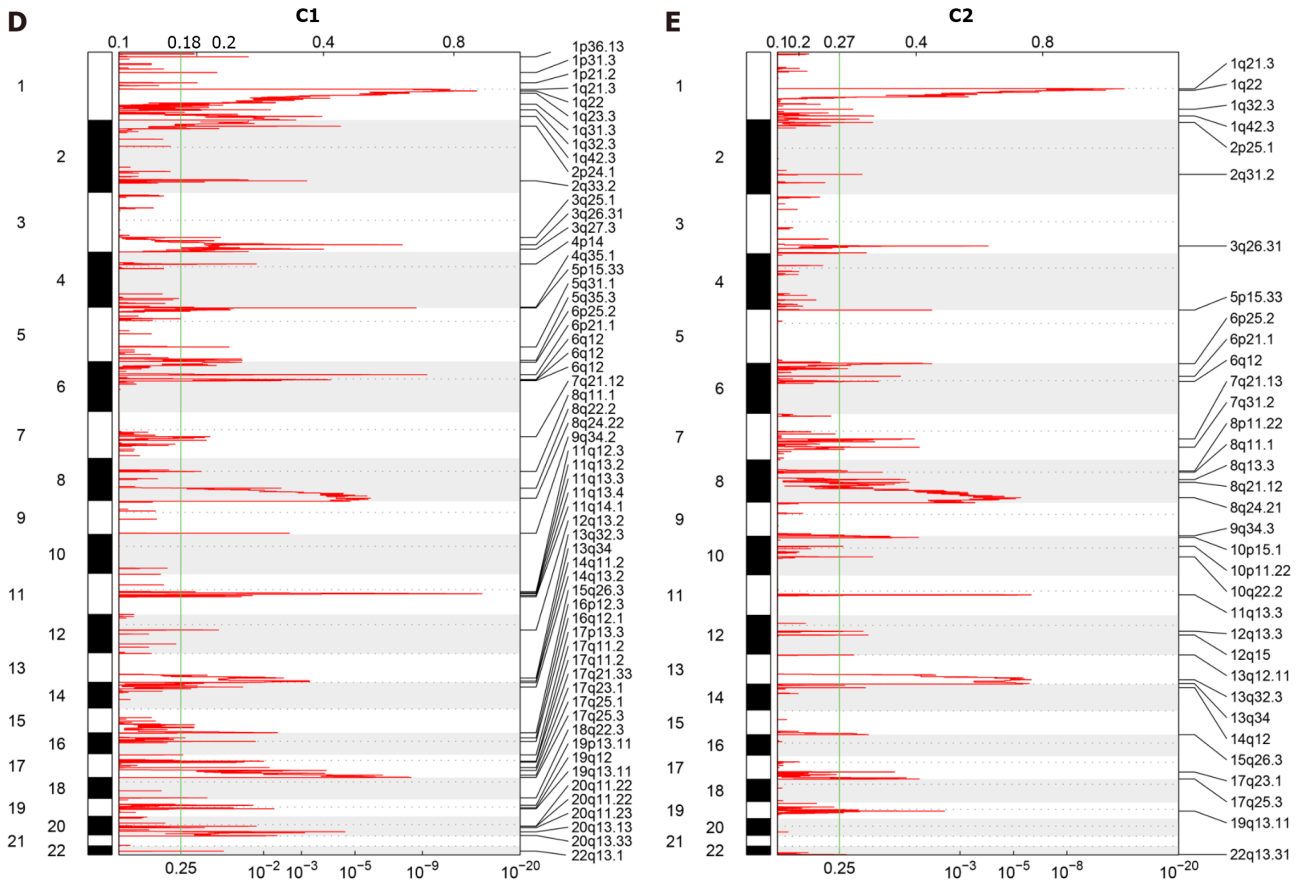 D
C1
0.1 0.18 0.2 0.4 0.8
1
2
3
4
5
6
7
8
9
10
11
12
13
14
15
16
17
18
19
20
21
22
1p36.13
1p31.3
1p21.2
1q21.3
1q22
1q23.3
1q31.3
1q32.3
1q42.3
2p24.1
2q33.2
3q25.1
3q26.31
3q27.3
4p14
4q35.1
5p15.33
5q31.1
5q35.3
6p25.2
6p21.1
6q12
6q12
7q21.12
8q11.1
8q22.2
8q24.22
9q34.2
11q12.3
11q13.2
11q13.3
11q13.4
11q14.1
12q13.2
13q32.3
13q34
14q11.2
14q13.2
15q26.3
16p12.3
16q12.1
17p13.3
17q11.2
17q11.2
17q21.33
17q23.1
17q25.1
17q25.3
18q22.3
19p13.11
19q12
19q13.11
20q11.22
20q11.22
20q11.23
20q13.13
20q13.33
22q13.1
0.25 10⁻² 10⁻³ 10⁻⁵ 10⁻⁹ 10⁻²⁰
E
C2
0.1 0.2 0.27 0.4 0.8
1
2
3
4
5
6
7
8
9
10
11
12
13
14
15
16
17
18
19
20
21
22
1q21.3
1q22
1q32.3
1q42.3
2p25.1
2q31.2
3q26.31
5p15.33
6p25.2
6p21.1
6q12
7q21.13
7q31.2
8p11.22
8q11.1
8q13.3
8q21.12
8q24.21
9q34.3
10p15.1
10p11.22
10q22.2
11q13.3
12q13.3
12q15
13q12.11
13q32.3
13q34
14q12
15q26.3
17q23.1
17q25.3
19q13.11
22q13.31
0.25 10⁻³ 10⁻⁵ 10⁻⁸ 10⁻²⁰